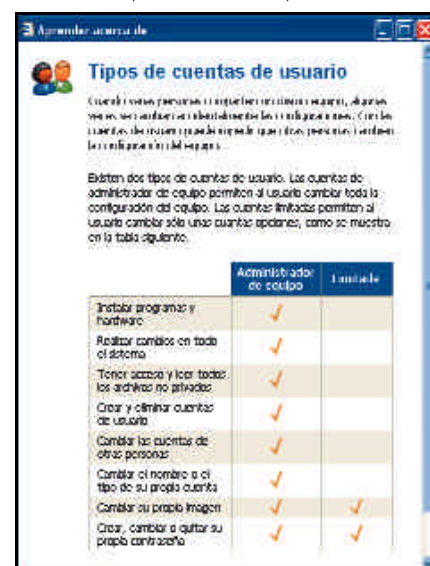 Aprender acerca de
Tipos de cuentas de usuario
Cuando varias personas comparten un mismo equipo, algunas
veces se cambian accidentalmente las configuraciones. Con las
cuentas de usuario puede impedir que otras personas cambien
la configuración del equipo.
Existen dos tipos de cuentas de usuario. Las cuentas de
administrador de equipo permiten al usuario cambiar toda la
configuración del equipo. Las cuentas limitadas permiten al
usuario cambiar sólo unas cuantas opciones, como se muestra
en la tabla siguiente.
Administrador
de equipo
Limitada
Instalar programas y
hardware
Realizar cambios en todo
el sistema
Tener acceso y leer todos
los archivos no privados
Crear y eliminar cuentas
de usuario
Cambiar las cuentas de
otras personas
Cambiar el nombre o el
tipo de su propia cuenta
Cambiar su propia imagen
Crear, cambiar o quitar su
propia contraseña